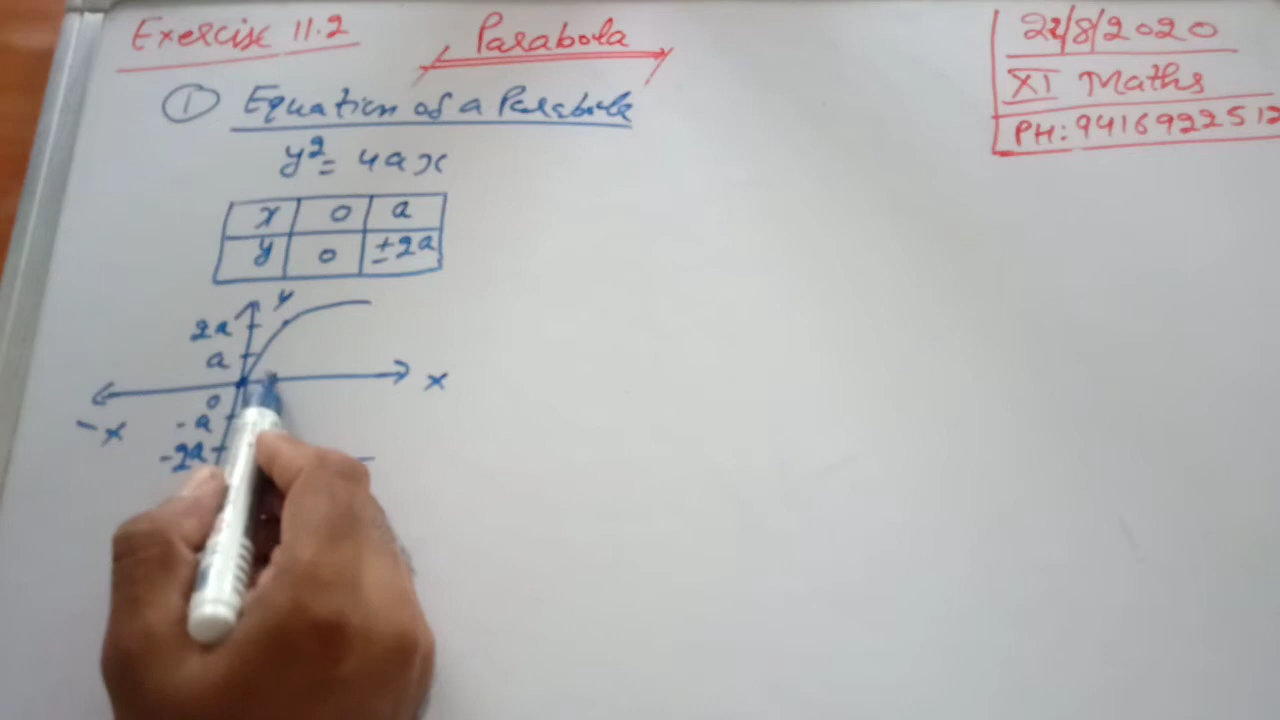 Exercise 11.2
Parabola
22/8/2020
XI Maths
PH: 9416922512
① Equation of a Parabola
y² = 4ax
x 0 a
y 0 ±2a
y
2a
a
x
0
-x
-a
-2a